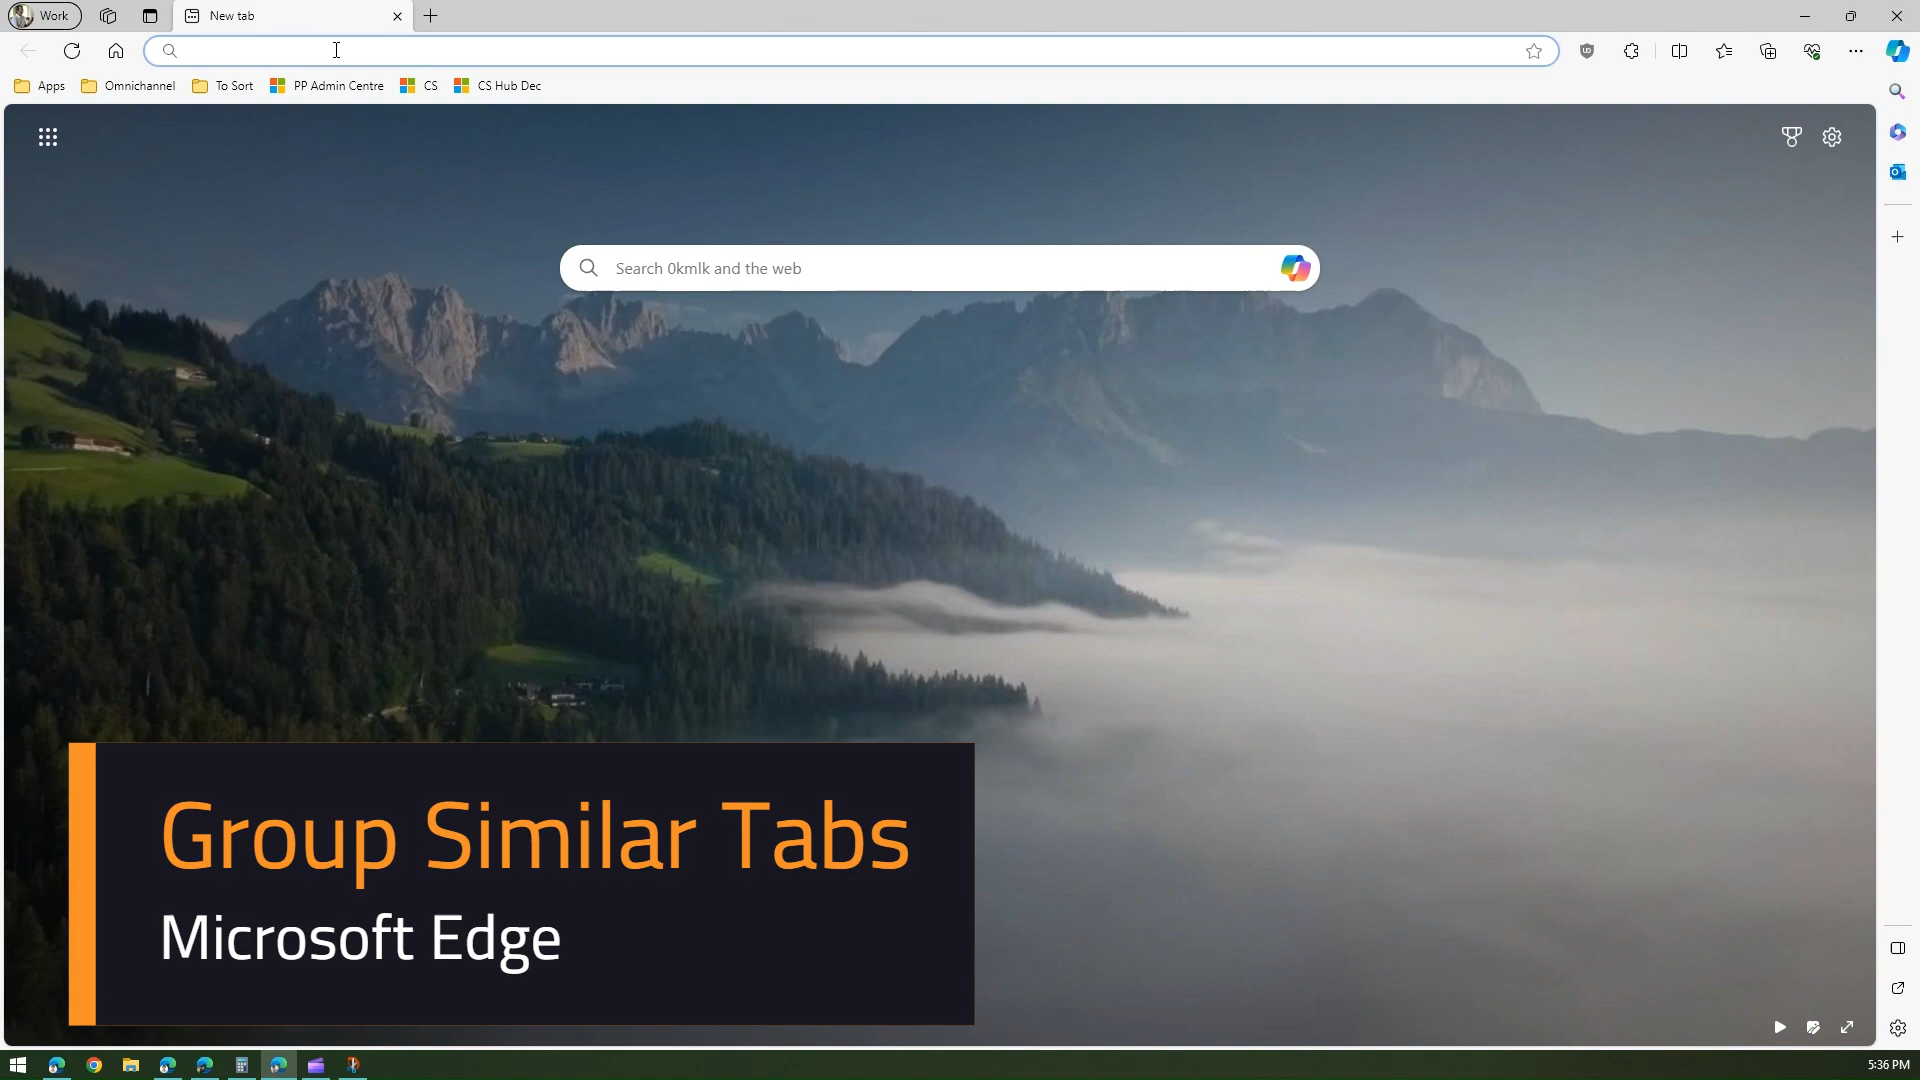 Work
New tab
Apps
Omnichannel
To Sort
PP Admin Centre
CS
CS Hub Dec
Search 0kmlk and the web
Group Similar Tabs
Microsoft Edge
5:36 PM